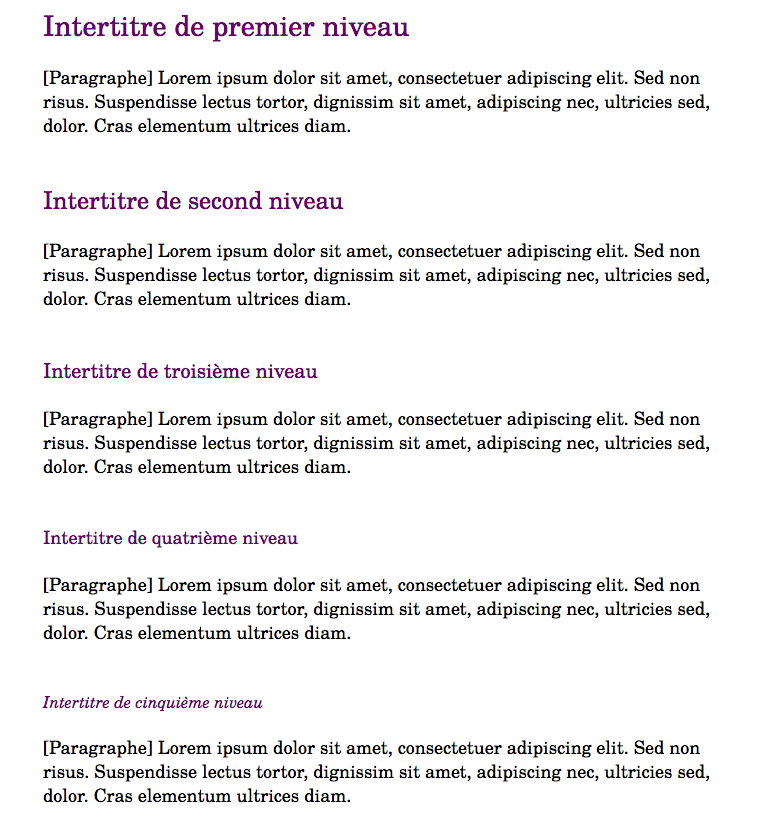 Intertitre de premier niveau
[Paragraphe] Lorem ipsum dolor sit amet, consectetuer adipiscing elit. Sed non
risus. Suspendisse lectus tortor, dignissim sit amet, adipiscing nec, ultricies sed,
dolor. Cras elementum ultrices diam.
Intertitre de second niveau
[Paragraphe] Lorem ipsum dolor sit amet, consectetuer adipiscing elit. Sed non
risus. Suspendisse lectus tortor, dignissim sit amet, adipiscing nec, ultricies sed,
dolor. Cras elementum ultrices diam.
Intertitre de troisième niveau
[Paragraphe] Lorem ipsum dolor sit amet, consectetuer adipiscing elit. Sed non
risus. Suspendisse lectus tortor, dignissim sit amet, adipiscing nec, ultricies sed,
dolor. Cras elementum ultrices diam.
Intertitre de quatrième niveau
[Paragraphe] Lorem ipsum dolor sit amet, consectetuer adipiscing elit. Sed non
risus. Suspendisse lectus tortor, dignissim sit amet, adipiscing nec, ultricies sed,
dolor. Cras elementum ultrices diam.
Intertitre de cinquième niveau
[Paragraphe] Lorem ipsum dolor sit amet, consectetuer adipiscing elit. Sed non
risus. Suspendisse lectus tortor, dignissim sit amet, adipiscing nec, ultricies sed,
dolor. Cras elementum ultrices diam.